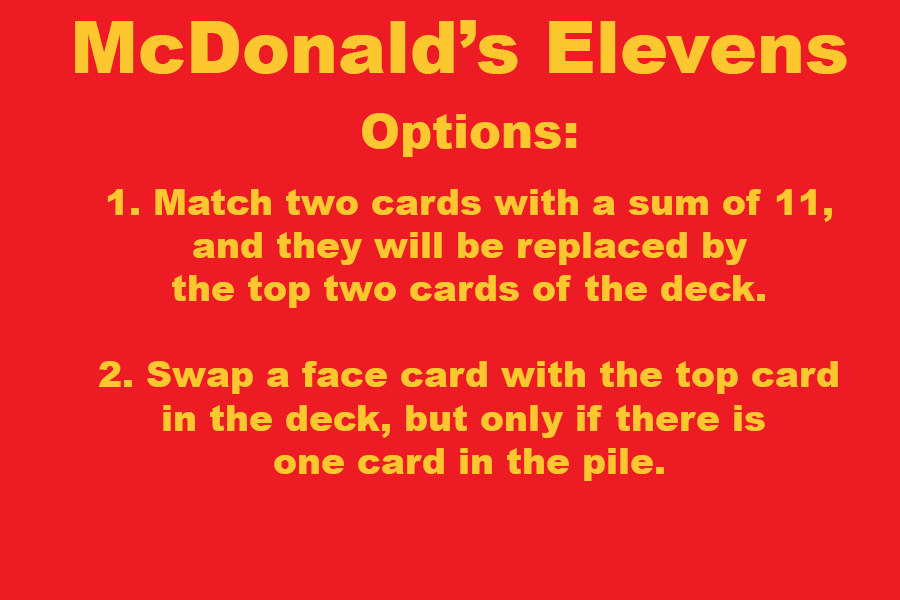 McDonald’s Elevens
Options:
1. Match two cards with a sum of 11,
and they will be replaced by
the top two cards of the deck.
2. Swap a face card with the top card
in the deck, but only if there is
one card in the pile.